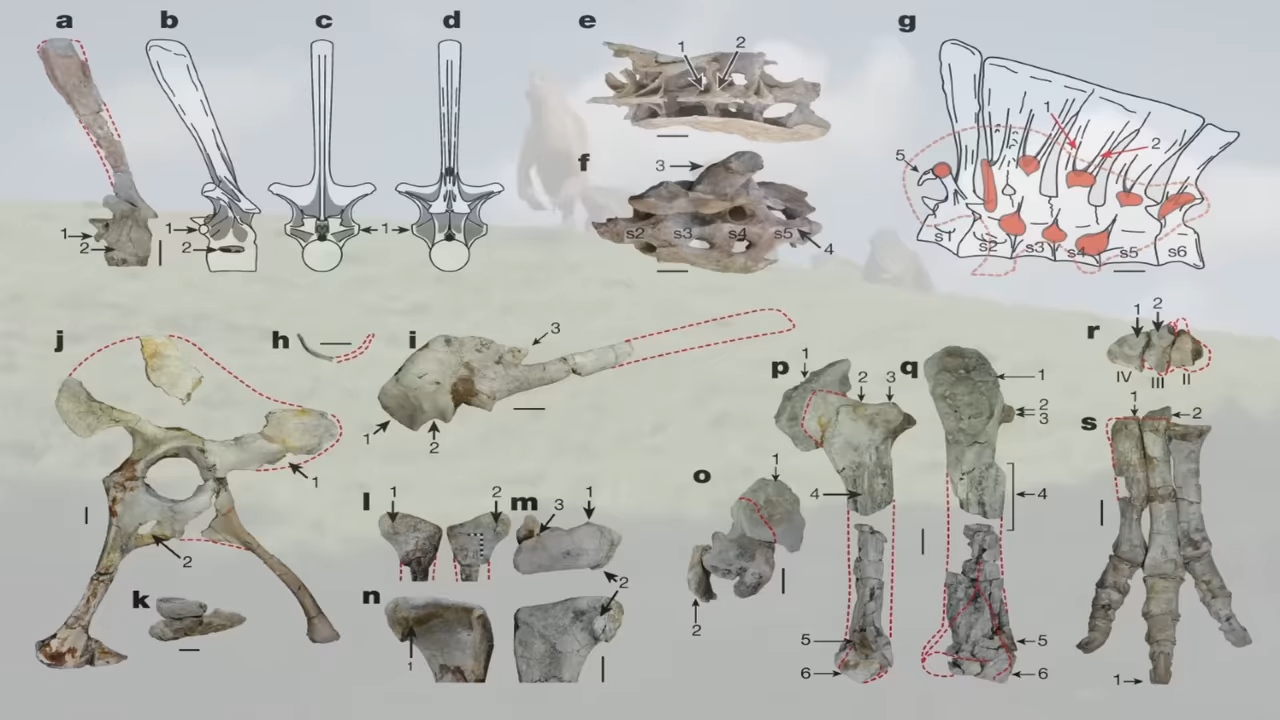 a b c d e g
1 2
1
5 2
f 3
1 1 1 1
2 2 s2 s3 s4 s5 4
s1 s2 s3 s4 s5 s6
j h i 3 r 1 2
p 1 2 3 q IV III II
1 2 1 2 3 s 1 2
1 o 1
l 1 2 m 3 1 4 4
2
k n 1 2 2 5 5
6 6 1